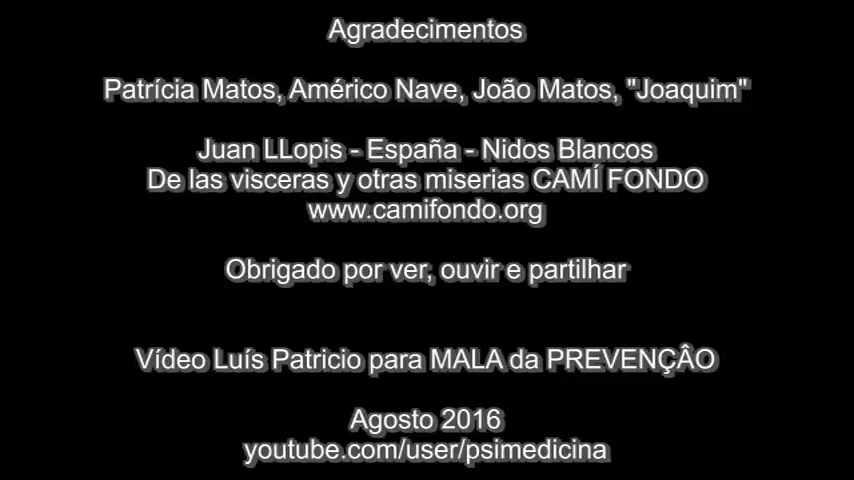 Agradecimentos
Patrícia Matos, Américo Nave, João Matos, "Joaquim"
Juan LLopis - España - Nidos Blancos
De las visceras y otras miserias CAMÍ FONDO
www.camifondo.org
Obrigado por ver, ouvir e partilhar
Vídeo Luís Patricio para MALA da PREVENÇÂO
Agosto 2016
youtube.com/user/psimedicina